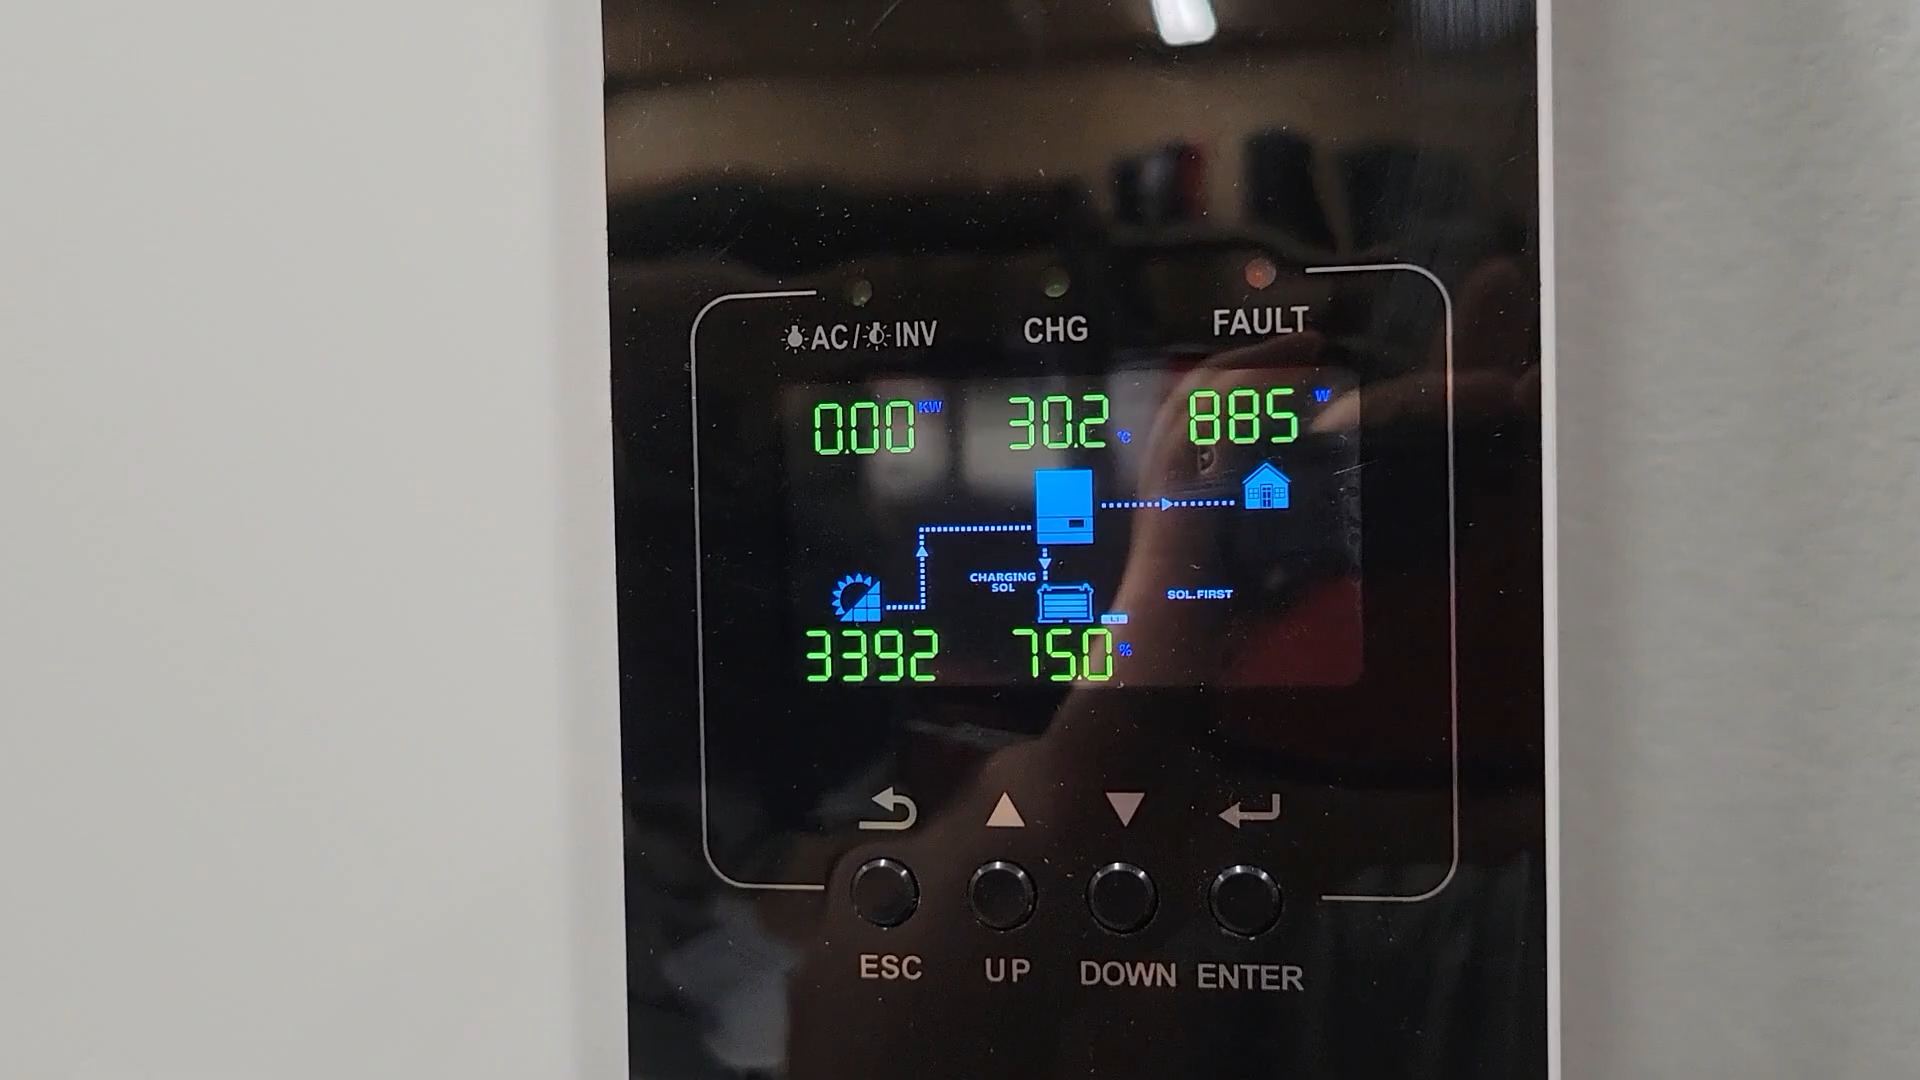 AC/ INV CHG FAULT
0.00 KW 30.2 °C 885 W
CHARGING
SOL
SOL.FIRST
LI
3392 75.0 %
ESC UP DOWN ENTER